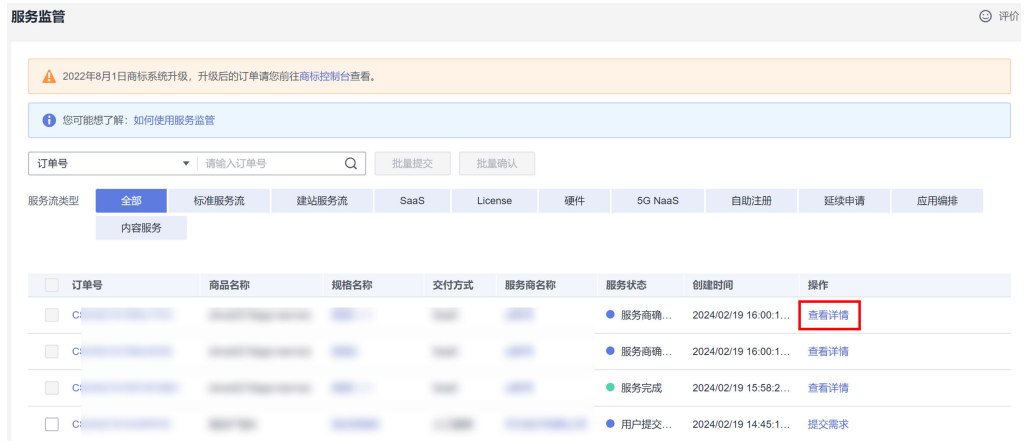 服务监管 评价
2022年8月1日商标系统升级，升级后的订单请您前往商标控制台查看。
您可能想了解：如何使用服务监管
订单号 请输入订单号 批量提交 批量确认
服务流类型 全部 标准服务流 建站服务流 SaaS License 硬件 5G NaaS 自助注册 延续申请 应用编排
内容服务
订单号 商品名称 规格名称 交付方式 服务商名称 服务状态 创建时间 操作
服务商确... 2024/02/19 16:00:1... 查看详情
服务商确... 2024/02/19 16:00:1... 查看详情
服务完成 2024/02/19 15:58:2... 查看详情
用户提交... 2024/02/19 14:45:1... 提交需求